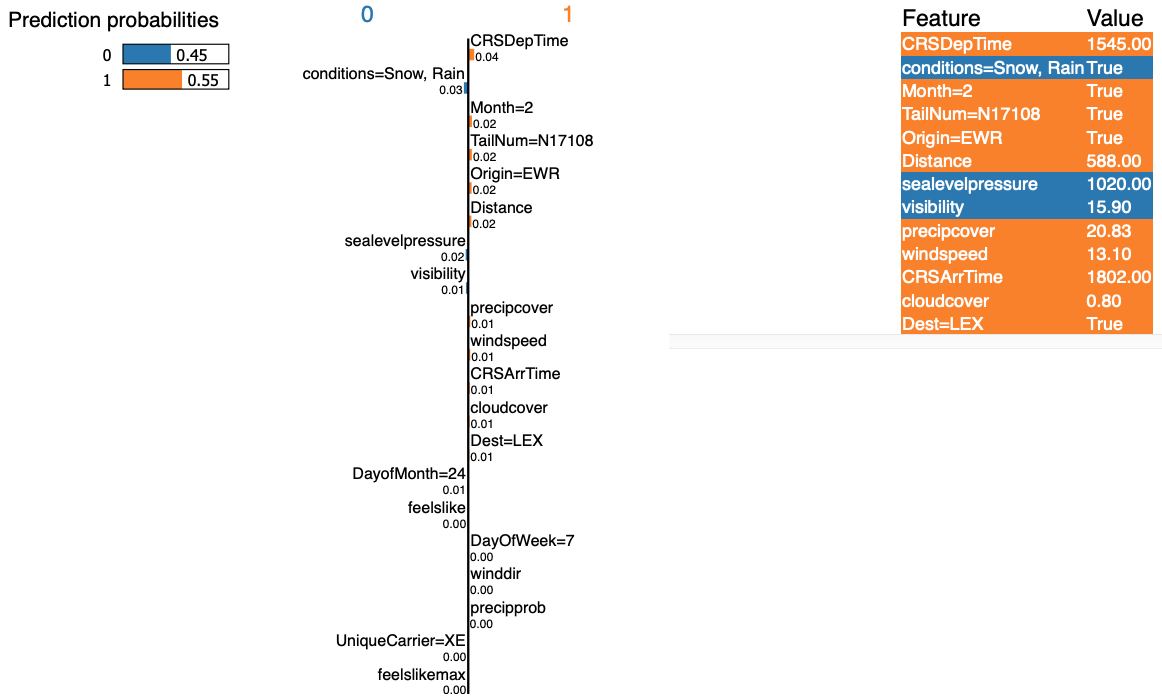 Prediction probabilities
0 0.45
1 0.55
0 1
CRSDepTime
0.04
conditions=Snow, Rain
0.03
Month=2
0.02
TailNum=N17108
0.02
Origin=EWR
0.02
Distance
0.02
sealevelpressure
0.02
visibility
0.01
precipcover
0.01
windspeed
0.01
CRSArrTime
0.01
cloudcover
0.01
Dest=LEX
0.01
DayofMonth=24
0.01
feelslike
0.00
DayOfWeek=7
0.00
winddir
0.00
precipprob
0.00
UniqueCarrier=XE
0.00
feelslikemax
0.00
Feature Value
CRSDepTime 1545.00
conditions=Snow, Rain True
Month=2 True
TailNum=N17108 True
Origin=EWR True
Distance 588.00
sealevelpressure 1020.00
visibility 15.90
precipcover 20.83
windspeed 13.10
CRSArrTime 1802.00
cloudcover 0.80
Dest=LEX True